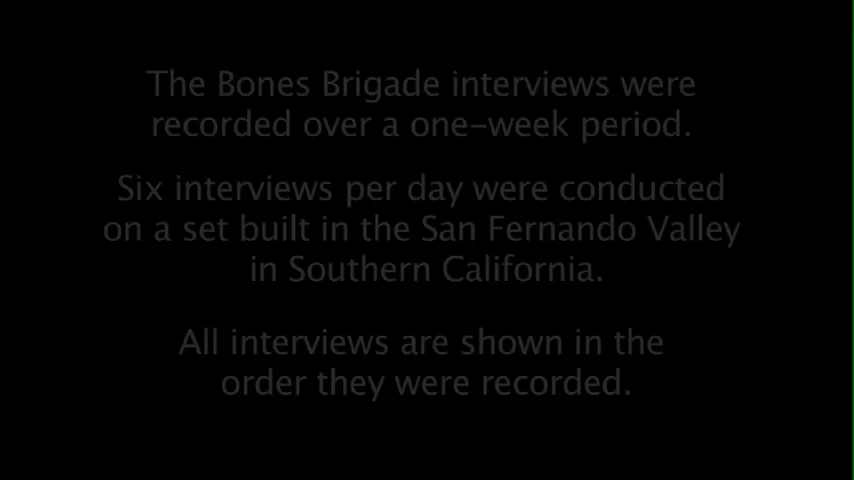 The Bones Brigade interviews were
recorded over a one-week period.
Six interviews per day were conducted
on a set built in the San Fernando Valley
in Southern California.
All interviews are shown in the
order they were recorded.